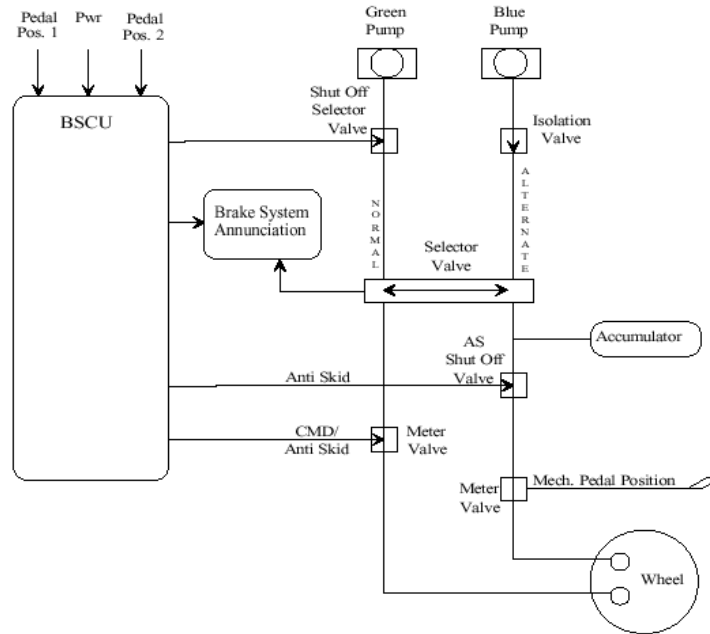 Pedal
Pos. 1
Pwr
Pedal
Pos. 2
Green
Pump
Blue
Pump
BSCU
Shut Off
Selector
Valve
Isolation
Valve
NORMAL
ALTERNATE
Brake System
Annunciation
Selector
Valve
AS
Shut Off
Valve
Accumulator
Anti Skid
CMD/
Anti Skid
Meter
Valve
Meter
Valve
Mech. Pedal Position
Wheel